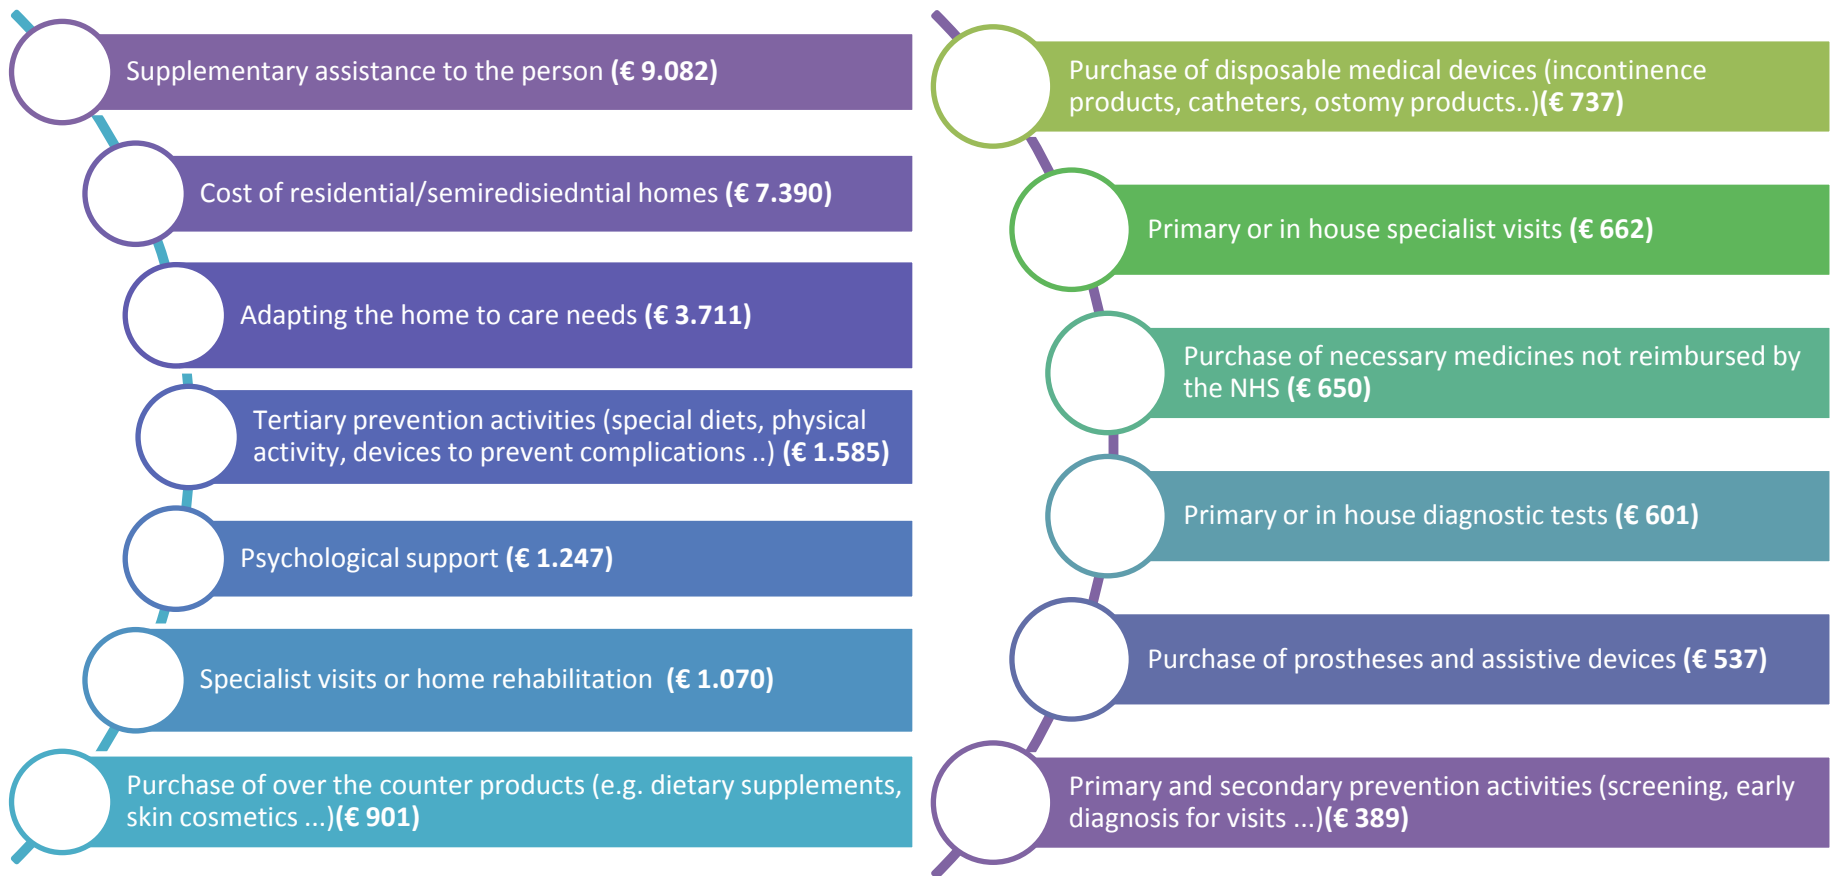 Supplementary assistance to the person (€ 9.082)
Cost of residential/semiredisiedntial homes (€ 7.390)
Adapting the home to care needs (€ 3.711)
Tertiary prevention activities (special diets, physical
activity, devices to prevent complications ..) (€ 1.585)
Psychological support (€ 1.247)
Specialist visits or home rehabilitation (€ 1.070)
Purchase of over the counter products (e.g. dietary supplements,
skin cosmetics ...)(€ 901)
Purchase of disposable medical devices (incontinence
products, catheters, ostomy products..)(€ 737)
Primary or in house specialist visits (€ 662)
Purchase of necessary medicines not reimbursed by
the NHS (€ 650)
Primary or in house diagnostic tests (€ 601)
Purchase of prostheses and assistive devices (€ 537)
Primary and secondary prevention activities (screening, early
diagnosis for visits ...)(€ 389)